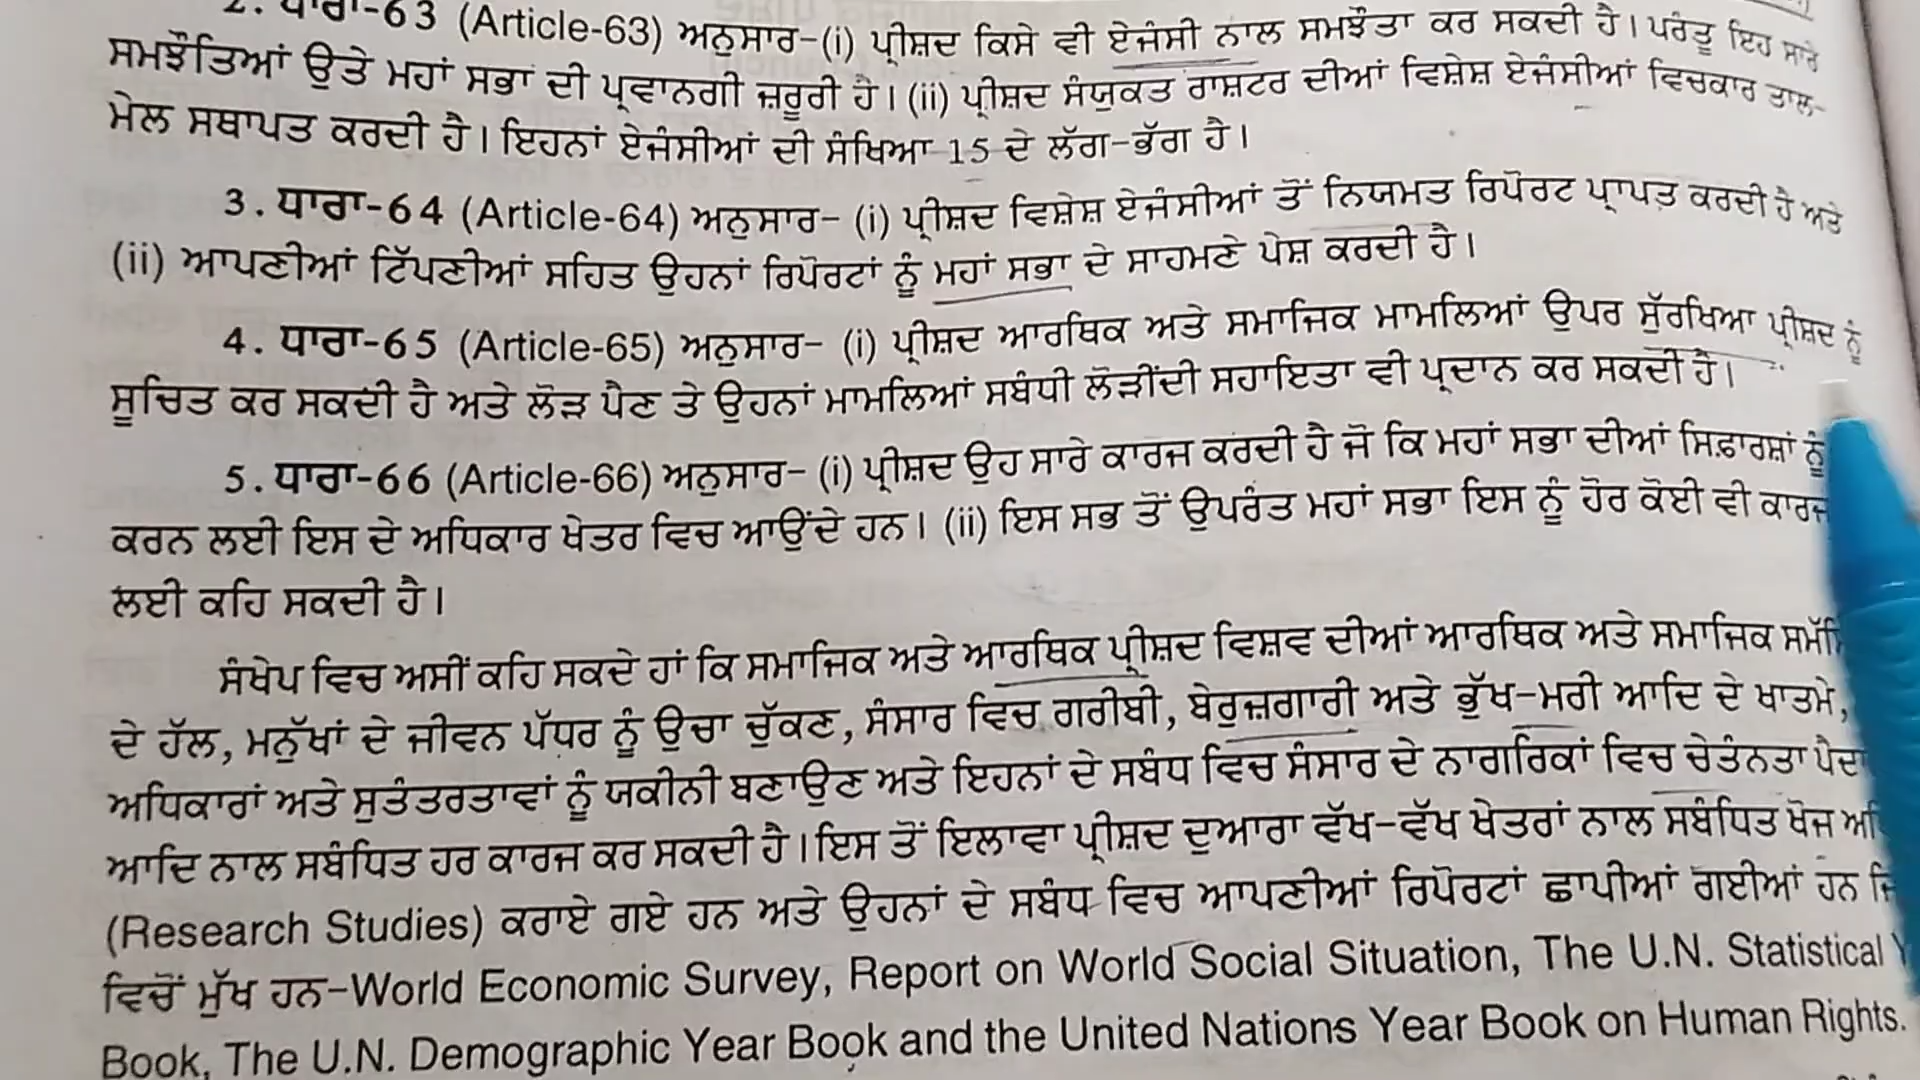 2. ਧਾਰਾ-63 (Article-63) ਅਨੁਸਾਰ-(i) ਪ੍ਰੀਸ਼ਦ ਕਿਸੇ ਵੀ ਏਜੰਸੀ ਨਾਲ ਸਮਝੌਤਾ ਕਰ ਸਕਦੀ ਹੈ। ਪਰੰਤੂ ਇਹ ਸਾਰੇ
ਸਮਝੌਤਿਆਂ ਉਤੇ ਮਹਾਂ ਸਭਾ ਦੀ ਪ੍ਰਵਾਨਗੀ ਜ਼ਰੂਰੀ ਹੈ। (ii) ਪ੍ਰੀਸ਼ਦ ਸੰਯੁਕਤ ਰਾਸ਼ਟਰ ਦੀਆਂ ਵਿਸ਼ੇਸ਼ ਏਜੰਸੀਆਂ ਵਿਚਕਾਰ ਤਾਲ-
ਮੇਲ ਸਥਾਪਤ ਕਰਦੀ ਹੈ। ਇਹਨਾਂ ਏਜੰਸੀਆਂ ਦੀ ਸੰਖਿਆ 15 ਦੇ ਲੱਗ-ਭੱਗ ਹੈ।
3. ਧਾਰਾ-64 (Article-64) ਅਨੁਸਾਰ- (i) ਪ੍ਰੀਸ਼ਦ ਵਿਸ਼ੇਸ਼ ਏਜੰਸੀਆਂ ਤੋਂ ਨਿਯਮਤ ਰਿਪੋਰਟ ਪ੍ਰਾਪਤ ਕਰਦੀ ਹੈ ਅਤੇ
(ii) ਆਪਣੀਆਂ ਟਿੱਪਣੀਆਂ ਸਹਿਤ ਉਹਨਾਂ ਰਿਪੋਰਟਾਂ ਨੂੰ ਮਹਾਂ ਸਭਾ ਦੇ ਸਾਹਮਣੇ ਪੇਸ਼ ਕਰਦੀ ਹੈ।
4. ਧਾਰਾ-65 (Article-65) ਅਨੁਸਾਰ- (i) ਪ੍ਰੀਸ਼ਦ ਆਰਥਿਕ ਅਤੇ ਸਮਾਜਿਕ ਮਾਮਲਿਆਂ ਉਪਰ ਸੁੱਰਖਿਆ ਪ੍ਰੀਸ਼ਦ ਨੂੰ
ਸੂਚਿਤ ਕਰ ਸਕਦੀ ਹੈ ਅਤੇ ਲੋੜ ਪੈਣ ਤੇ ਉਹਨਾਂ ਮਾਮਲਿਆਂ ਸਬੰਧੀ ਲੋੜੀਂਦੀ ਸਹਾਇਤਾ ਵੀ ਪ੍ਰਦਾਨ ਕਰ ਸਕਦੀ ਹੈ।
5. ਧਾਰਾ-66 (Article-66) ਅਨੁਸਾਰ- (i) ਪ੍ਰੀਸ਼ਦ ਉਹ ਸਾਰੇ ਕਾਰਜ ਕਰਦੀ ਹੈ ਜੋ ਕਿ ਮਹਾਂ ਸਭਾ ਦੀਆਂ ਸਿਫ਼ਾਰਸ਼ਾਂ ਨੂੰ
ਕਰਨ ਲਈ ਇਸ ਦੇ ਅਧਿਕਾਰ ਖੇਤਰ ਵਿਚ ਆਉਂਦੇ ਹਨ। (ii) ਇਸ ਸਭ ਤੋਂ ਉਪਰੰਤ ਮਹਾਂ ਸਭਾ ਇਸ ਨੂੰ ਹੋਰ ਕੋਈ ਵੀ ਕਾਰਜ
ਲਈ ਕਹਿ ਸਕਦੀ ਹੈ।
ਸੰਖੇਪ ਵਿਚ ਅਸੀਂ ਕਹਿ ਸਕਦੇ ਹਾਂ ਕਿ ਸਮਾਜਿਕ ਅਤੇ ਆਰਥਿਕ ਪ੍ਰੀਸ਼ਦ ਵਿਸ਼ਵ ਦੀਆਂ ਆਰਥਿਕ ਅਤੇ ਸਮਾਜਿਕ
ਦੇ ਹੱਲ, ਮਨੁੱਖਾਂ ਦੇ ਜੀਵਨ ਪੱਧਰ ਨੂੰ ਉਚਾ ਚੁੱਕਣ, ਸੰਸਾਰ ਵਿਚ ਗਰੀਬੀ, ਬੇਰੁਜ਼ਗਾਰੀ ਅਤੇ ਭੁੱਖ-ਮਰੀ ਆਦਿ ਦੇ ਖਾਤਮੇ,
ਅਧਿਕਾਰਾਂ ਅਤੇ ਸੁਤੰਤਰਤਾਵਾਂ ਨੂੰ ਯਕੀਨੀ ਬਣਾਉਣ ਅਤੇ ਇਹਨਾਂ ਦੇ ਸਬੰਧ ਵਿਚ ਸੰਸਾਰ ਦੇ ਨਾਗਰਿਕਾਂ ਵਿਚ ਚੇਤੰਨਤਾ ਪੈਦਾ
ਆਦਿ ਨਾਲ ਸਬੰਧਿਤ ਹਰ ਕਾਰਜ ਕਰ ਸਕਦੀ ਹੈ। ਇਸ ਤੋਂ ਇਲਾਵਾ ਪ੍ਰੀਸ਼ਦ ਦੁਆਰਾ ਵੱਖ-ਵੱਖ ਖੇਤਰਾਂ ਨਾਲ ਸਬੰਧਿਤ ਖੋਜ
(Research Studies) ਕਰਾਏ ਗਏ ਹਨ ਅਤੇ ਉਹਨਾਂ ਦੇ ਸਬੰਧ ਵਿਚ ਆਪਣੀਆਂ ਰਿਪੋਰਟਾਂ ਛਾਪੀਆਂ ਗਈਆਂ ਹਨ
ਵਿਚੋਂ ਮੁੱਖ ਹਨ-World Economic Survey, Report on World Social Situation, The U.N. Statistical
Book, The U.N. Demographic Year Book and the United Nations Year Book on Human Rights.